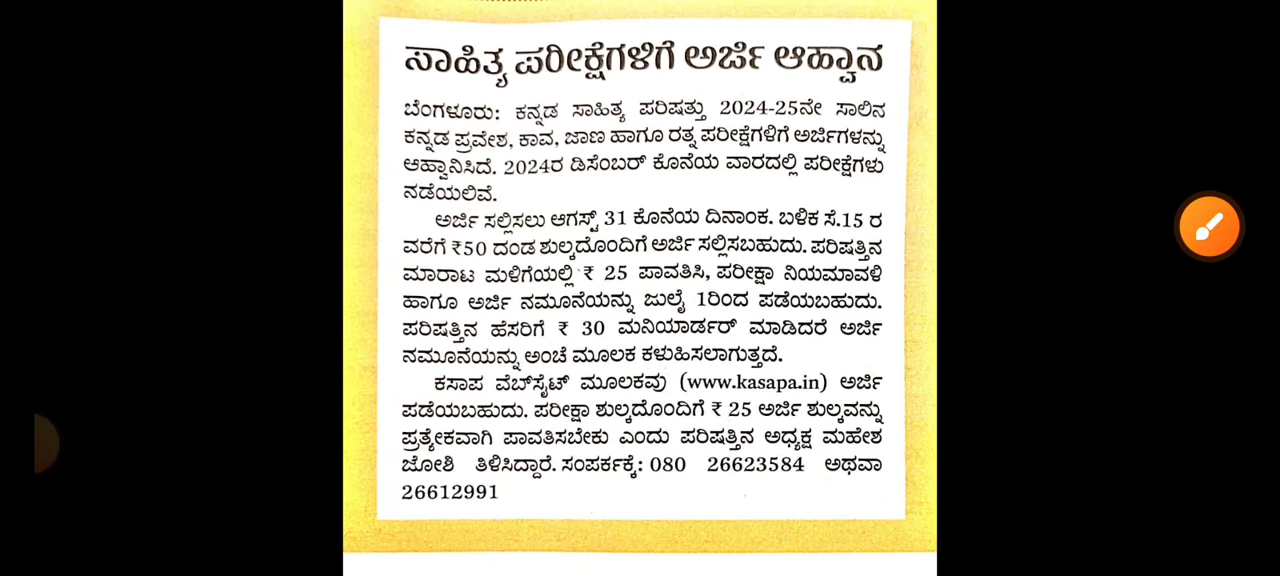 ಸಾಹಿತ್ಯ ಪರೀಕ್ಷೆಗಳಿಗೆ ಅರ್ಜಿ ಆಹ್ವಾನ
ಬೆಂಗಳೂರು: ಕನ್ನಡ ಸಾಹಿತ್ಯ ಪರಿಷತ್ತು 2024-25ನೇ ಸಾಲಿನ
ಕನ್ನಡ ಪ್ರವೇಶ, ಕಾವ, ಜಾಣ ಹಾಗೂ ರತ್ನ ಪರೀಕ್ಷೆಗಳಿಗೆ ಅರ್ಜಿಗಳನ್ನು
ಆಹ್ವಾನಿಸಿದೆ. 2024ರ ಡಿಸೆಂಬರ್ ಕೊನೆಯ ವಾರದಲ್ಲಿ ಪರೀಕ್ಷೆಗಳು
ನಡೆಯಲಿವೆ.
ಅರ್ಜಿ ಸಲ್ಲಿಸಲು ಆಗಸ್ಟ್ 31 ಕೊನೆಯ ದಿನಾಂಕ. ಬಳಿಕ ಸೆ.15 ರ
ವರೆಗೆ ₹50 ದಂಡ ಶುಲ್ಕದೊಂದಿಗೆ ಅರ್ಜಿ ಸಲ್ಲಿಸಬಹುದು. ಪರಿಷತ್ತಿನ
ಮಾರಾಟ ಮಳಿಗೆಯಲ್ಲಿ ₹ 25 ಪಾವತಿಸಿ, ಪರೀಕ್ಷಾ ನಿಯಮಾವಳಿ
ಹಾಗೂ ಅರ್ಜಿ ನಮೂನೆಯನ್ನು ಜುಲೈ 1ರಿಂದ ಪಡೆಯಬಹುದು.
ಪರಿಷತ್ತಿನ ಹೆಸರಿಗೆ ₹ 30 ಮನಿಯಾರ್ಡರ್ ಮಾಡಿದರೆ ಅರ್ಜಿ
ನಮೂನೆಯನ್ನು ಅಂಚೆ ಮೂಲಕ ಕಳುಹಿಸಲಾಗುತ್ತದೆ.
ಕಸಾಪ ವೆಬ್‌ಸೈಟ್ ಮೂಲಕವು (www.kasapa.in) ಅರ್ಜಿ
ಪಡೆಯಬಹುದು. ಪರೀಕ್ಷಾ ಶುಲ್ಕದೊಂದಿಗೆ ₹ 25 ಅರ್ಜಿ ಶುಲ್ಕವನ್ನು
ಪ್ರತ್ಯೇಕವಾಗಿ ಪಾವತಿಸಬೇಕು ಎಂದು ಪರಿಷತ್ತಿನ ಅಧ್ಯಕ್ಷ ಮಹೇಶ
ಜೋಶಿ ತಿಳಿಸಿದ್ದಾರೆ. ಸಂಪರ್ಕಕ್ಕೆ: 080 26623584 ಅಥವಾ
26612991